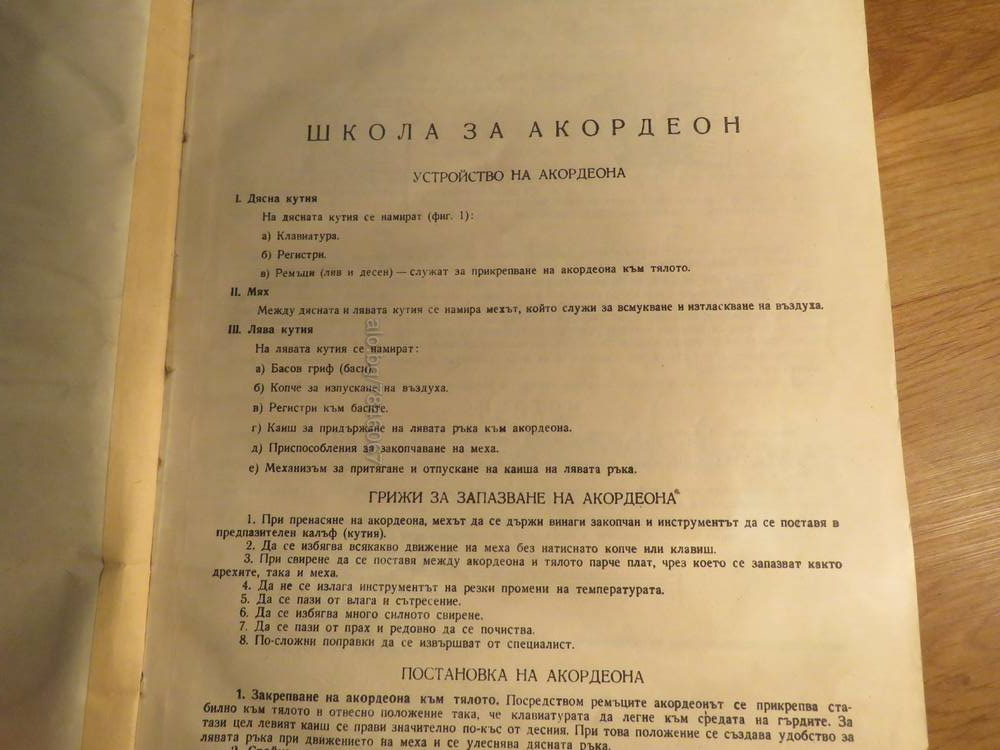 ШКОЛА ЗА АКОРДЕОН
УСТРОЙСТВО НА АКОРДЕОНА
I. Дясна кутия
На дясната кутия се намират (фиг. 1):
а) Клавиатура.
б) Регистри.
в) Ремъци (ляв и десен) — служат за прикрепване на акордеона към тялото.
II. Мях
Между дясната и лявата кутия се намира мехът, който служи за всмукване и изтласкване на въздуха.
III. Лява кутия
На лявата кутия се намират:
а) Басов гриф (баси).
б) Копче за изпускане на въздуха.
в) Регистри към басите.
г) Каиш за придържане на лявата ръка към акордеона.
д) Приспособления за закопчаване на меха.
е) Механизъм за притягане и отпускане на каиша на лявата ръка.
ГРИЖИ ЗА ЗАПАЗВАНЕ НА АКОРДЕОНА
1. При пренасяне на акордеона, мехът да се държи винаги закопчан и инструментът да се поставя в
предпазителен калъф (кутия).
2. Да се избягва всякакво движение на меха без натиснато копче или клавиш.
3. При свирене да се поставя между акордеона и тялото парче плат, чрез което се запазват както
дрехите, така и меха.
4. Да не се излага инструментът на резки промени на температурата.
5. Да се пази от влага и сътресение.
6. Да се избягва много силното свирене.
7. Да се пази от прах и редовно да се почиства.
8. По-сложни поправки да се извършват от специалист.
ПОСТАНОВКА НА АКОРДЕОНА
1. Закрепване на акордеона към тялото. Посредством ремъците акордеонът се прикрепва ста-
билно към тялото в отвесно положение така, че клавиатурата да легне към средата на гърдите. За
тази цел левият каиш се прави значително по-къс от десния. При това положение се създава удобство за
лявата ръка при движението на меха и се улеснява дясната ръка.